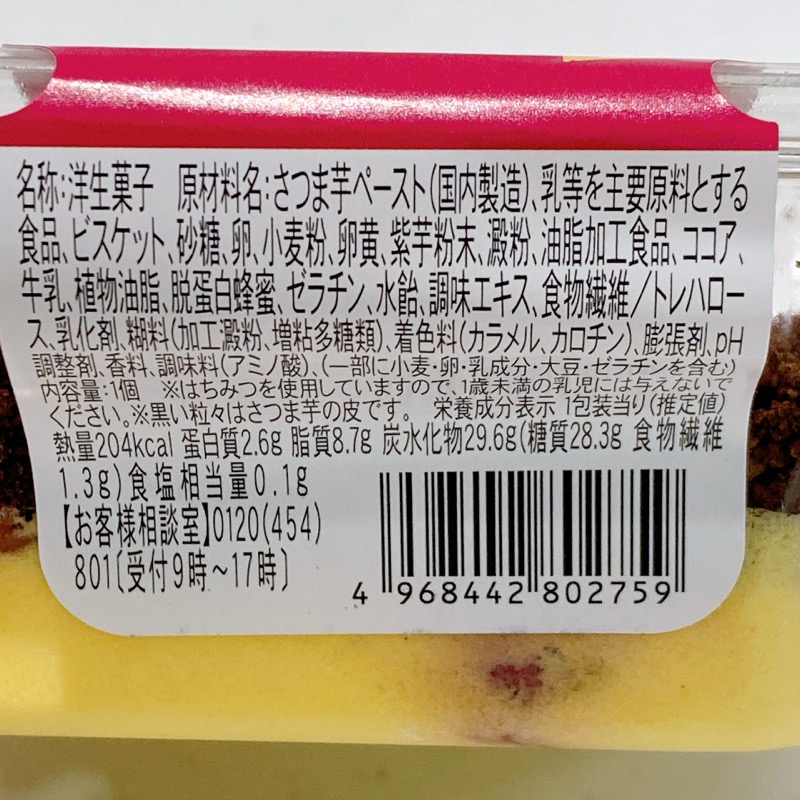 名称:洋生菓子　原材料名:さつま芋ペースト(国内製造)、乳等を主要原料とする
食品、ビスケット、砂糖、卵、小麦粉、卵黄、紫芋粉末、澱粉、油脂加工食品、ココア、
牛乳、植物油脂、脱蛋白蜂蜜、ゼラチン、水飴、調味エキス、食物繊維／トレハロー
ス、乳化剤、糊料(加工澱粉、増粘多糖類)、着色料(カラメル、カロチン)、膨張剤、pH
調整剤、香料、調味料(アミノ酸)、(一部に小麦・卵・乳成分・大豆・ゼラチンを含む)
内容量:1個　※はちみつを使用していますので、1歳未満の乳児には与えないで
ください。※黒い粒々はさつま芋の皮です。　栄養成分表示 1包装当り(推定値)
熱量204kcal 蛋白質2.6g 脂質8.7g 炭水化物29.6g(糖質28.3g 食物繊維
1.3g)食塩相当量0.1g
【お客様相談室】0120(454)
801〔受付9時～17時〕
4 968442 802759